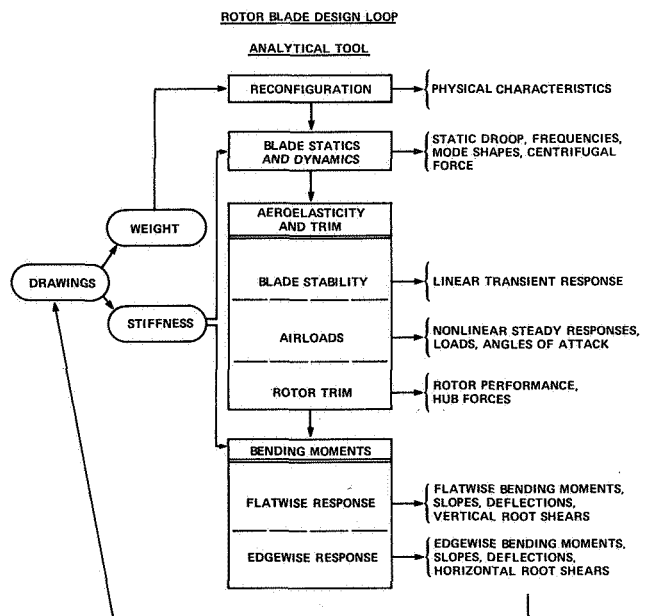 ROTOR BLADE DESIGN LOOP
ANALYTICAL TOOL
RECONFIGURATION
PHYSICAL CHARACTERISTICS
BLADE STATICS
AND DYNAMICS
STATIC DROOP, FREQUENCIES,
MODE SHAPES, CENTRIFUGAL
FORCE
AEROELASTICITY
AND TRIM
WEIGHT
DRAWINGS
STIFFNESS
BLADE STABILITY
LINEAR TRANSIENT RESPONSE
AIRLOADS
NONLINEAR STEADY RESPONSES,
LOADS, ANGLES OF ATTACK
ROTOR TRIM
ROTOR PERFORMANCE,
HUB FORCES
BENDING MOMENTS
FLATWISE RESPONSE
FLATWISE BENDING MOMENTS,
SLOPES, DEFLECTIONS,
VERTICAL ROOT SHEARS
EDGEWISE RESPONSE
EDGEWISE BENDING MOMENTS,
SLOPES, DEFLECTIONS,
HORIZONTAL ROOT SHEARS